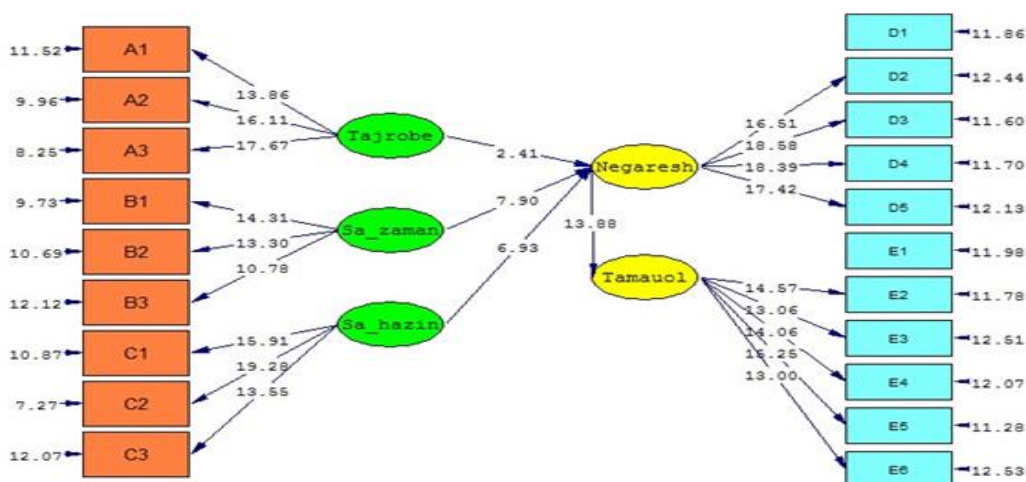 11.52 A1
9.96 A2
8.25 A3
9.73 B1
10.69 B2
12.12 B3
10.87 C1
7.27 C2
12.07 C3
13.86
16.11
17.67
14.31
13.30
10.78
15.91
19.28
13.55
Tajrobe
Sa_zaman
Sa_hazin
2.41
7.90
6.93
Negaresh
13.88
Tamauol
16.51
18.58
18.39
17.42
14.57
13.06
14.06
13.00
D1 11.86
D2 12.44
D3 11.60
D4 11.70
D5 12.13
E1 11.98
E2 11.78
E3 12.51
E4 12.07
E5 11.28
E6 12.53